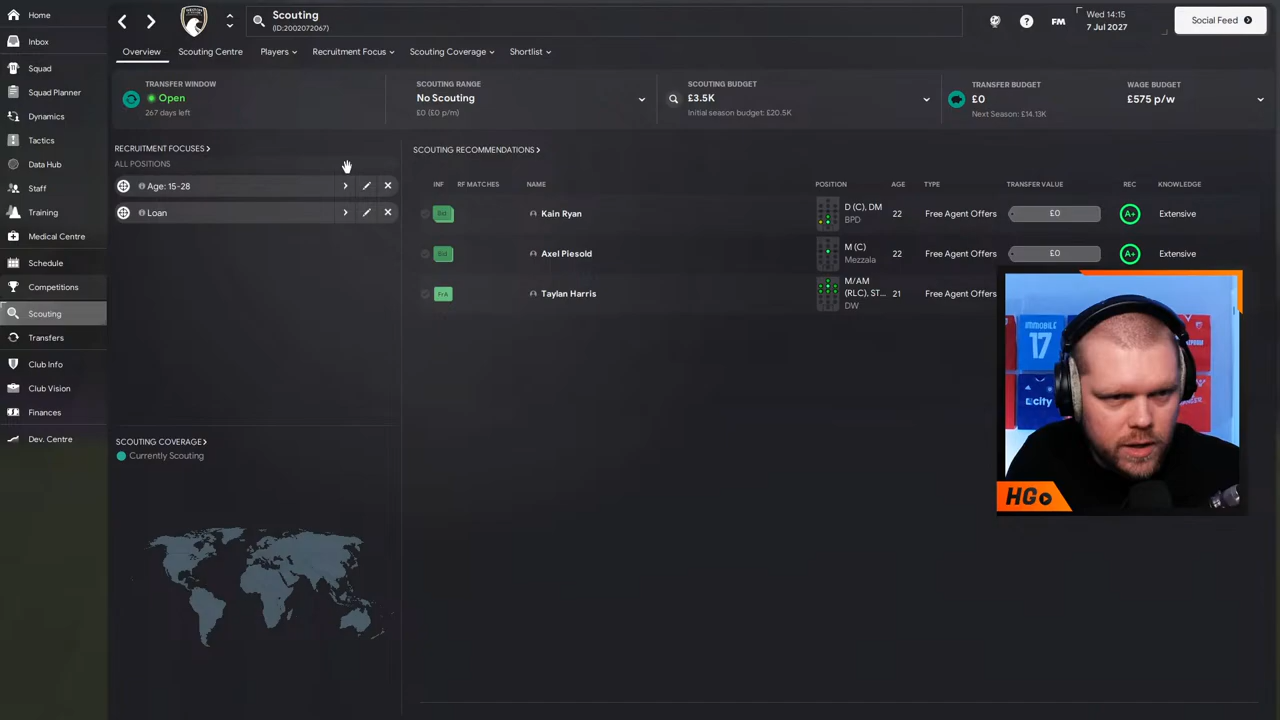 Home
Inbox
Squad
Squad Planner
Dynamics
Tactics
Data Hub
Staff
Training
Medical Centre
Schedule
Competitions
Scouting
Transfers
Club Info
Club Vision
Finances
Dev. Centre
Scouting
(ID:2002072067)
FM
Wed 14:15
7 Jul 2027
Social Feed
Overview
Scouting Centre
Players
Recruitment Focus
Scouting Coverage
Shortlist
TRANSFER WINDOW
Open
267 days left
SCOUTING RANGE
No Scouting
£0 (£0 p/m)
SCOUTING BUDGET
£3.5K
Initial season budget: £20.5K
TRANSFER BUDGET
£0
Next Season: £14.13K
WAGE BUDGET
£575 p/w
RECRUITMENT FOCUSES
ALL POSITIONS
Age: 15-28
Loan
SCOUTING COVERAGE
Currently Scouting
SCOUTING RECOMMENDATIONS
INF RF MATCHES NAME POSITION AGE TYPE TRANSFER VALUE REC KNOWLEDGE
Kain Ryan D (C), DM BPD 22 Free Agent Offers £0 A+ Extensive
Axel Piesold M (C) Mezzala 22 Free Agent Offers £0 A+ Extensive
FrA Taylan Harris M/AM (RLC), ST... DW 21 Free Agent Offers
IMMOBILE
17
city
HG